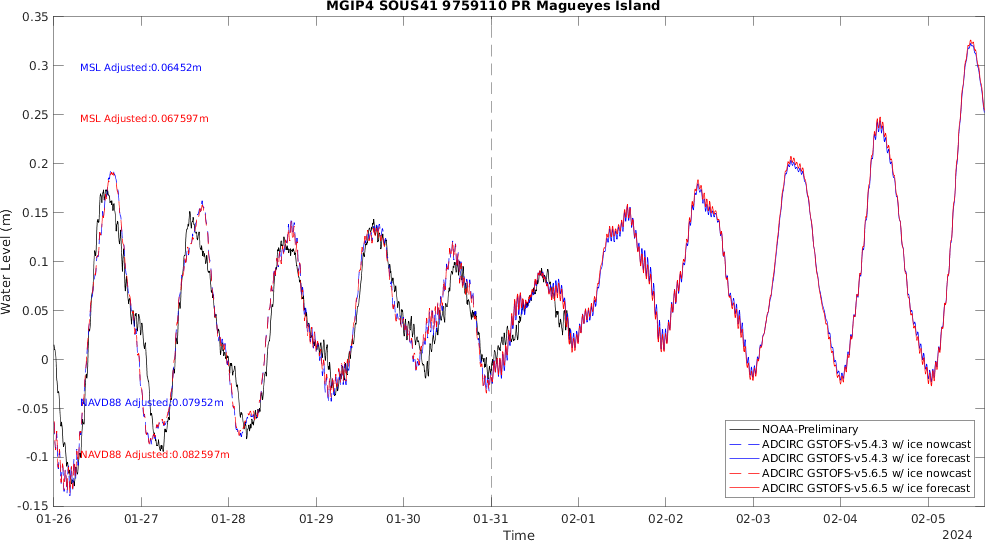 MGIP4 SOUS41 9759110 PR Magueyes Island
0.35
0.3
0.25
0.2
0.15
0.1
0.05
0
-0.05
-0.1
-0.15
Water Level (m)
MSL Adjusted:0.06452m
MSL Adjusted:0.067597m
NAVD88 Adjusted:0.07952m
NAVD88 Adjusted:0.082597m
NOAA-Preliminary
ADCIRC GSTOFS-v5.4.3 w/ ice nowcast
ADCIRC GSTOFS-v5.4.3 w/ ice forecast
ADCIRC GSTOFS-v5.6.5 w/ ice nowcast
ADCIRC GSTOFS-v5.6.5 w/ ice forecast
01-26 01-27 01-28 01-29 01-30 01-31 02-01 02-02 02-03 02-04 02-05
Time
2024